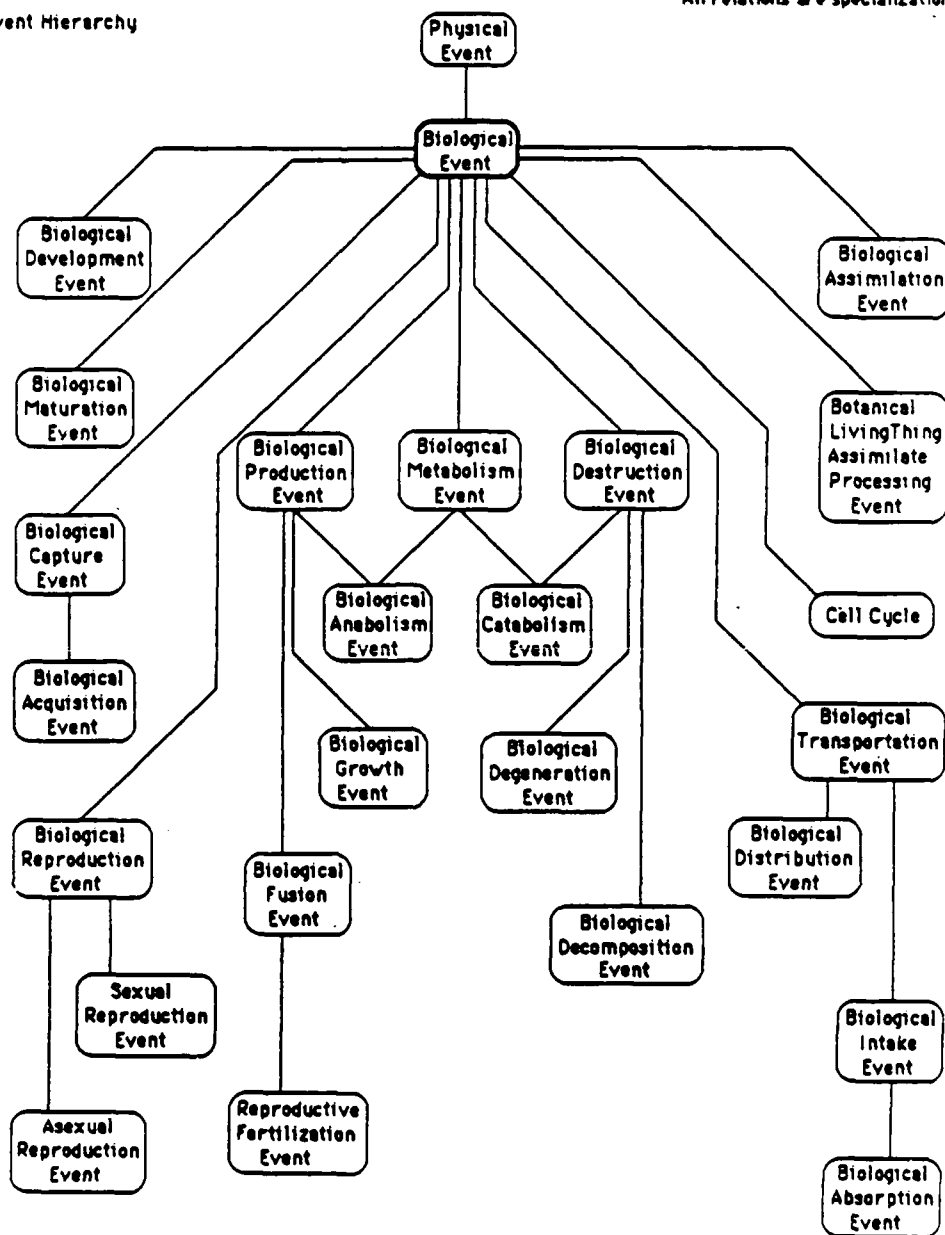 vent Hierarchy
All relations are specialization
Physical
Event
Biological
Event
Biological
Development
Event
Biological
Assimilation
Event
Biological
Maturation
Event
Botanical
LivingThing
Assimilate
Processing
Event
Biological
Production
Event
Biological
Metabolism
Event
Biological
Destruction
Event
Biological
Capture
Event
Biological
Anabolism
Event
Biological
Catabolism
Event
Cell Cycle
Biological
Acquisition
Event
Biological
Growth
Event
Biological
Degeneration
Event
Biological
Transportation
Event
Biological
Reproduction
Event
Biological
Fusion
Event
Biological
Distribution
Event
Biological
Decomposition
Event
Sexual
Reproduction
Event
Biological
Intake
Event
Asexual
Reproduction
Event
Reproductive
Fertilization
Event
Biological
Absorption
Event